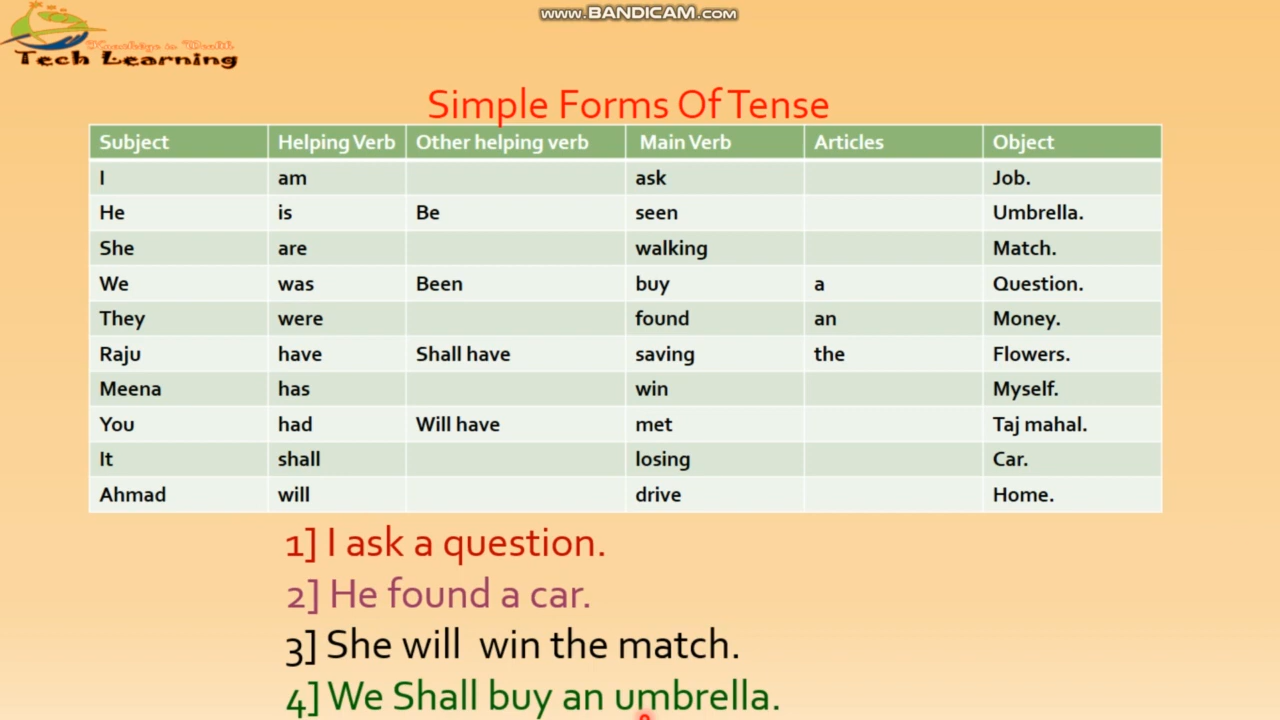 www.BANDICAM.com
Knowledge is Wealth
Tech Learning
Simple Forms Of Tense
Subject Helping Verb Other helping verb Main Verb Articles Object
I am ask Job.
He is Be seen Umbrella.
She are walking Match.
We was Been buy a Question.
They were found an Money.
Raju have Shall have saving the Flowers.
Meena has win Myself.
You had Will have met Taj mahal.
It shall losing Car.
Ahmad will drive Home.
1] I ask a question.
2] He found a car.
3] She will win the match.
4] We Shall buy an umbrella.